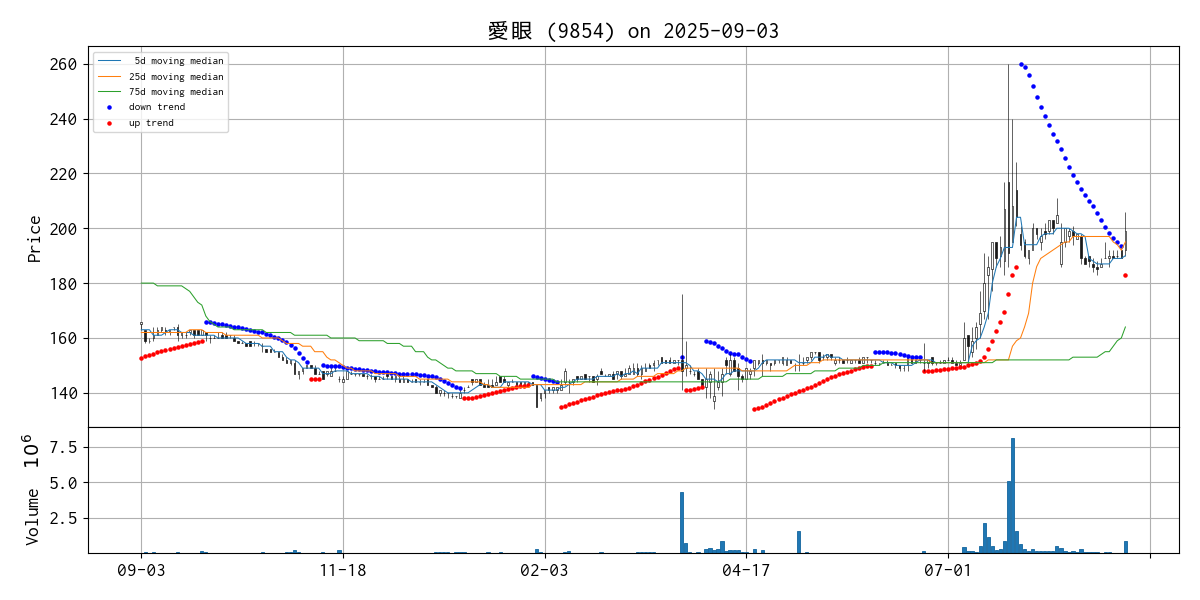 愛眼 (9854) on 2025-09-03
5d moving median
25d moving median
75d moving median
down trend
up trend
Price
260
240
220
200
180
160
140
Volume 10^6
7.5
5.0
2.5
09-03 11-18 02-03 04-17 07-01